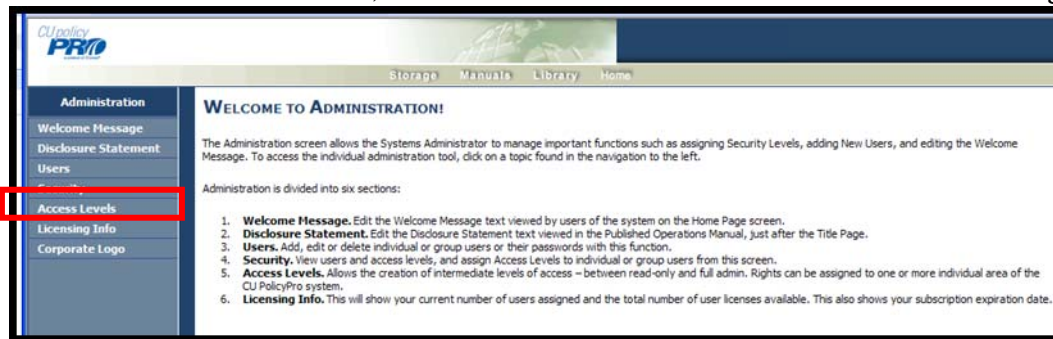 CU policy
PRO
Storage Manuals Library Home
Administration
Welcome Message
Disclosure Statement
Users
Security
Access Levels
Licensing Info
Corporate Logo
WELCOME TO ADMINISTRATION!
The Administration screen allows the Systems Administrator to manage important functions such as assigning Security Levels, adding New Users, and editing the Welcome
Message. To access the individual administration tool, click on a topic found in the navigation to the left.
Administration is divided into six sections:
1. Welcome Message. Edit the Welcome Message text viewed by users of the system on the Home Page screen.
2. Disclosure Statement. Edit the Disclosure Statement text viewed in the Published Operations Manual, just after the Title Page.
3. Users. Add, edit or delete individual or group users or their passwords with this function.
4. Security. View users and access levels, and assign Access Levels to individual or group users from this screen.
5. Access Levels. Allows the creation of intermediate levels of access – between read-only and full admin. Rights can be assigned to one or more individual area of the
CU PolicyPro system.
6. Licensing Info. This will show your current number of users assigned and the total number of user licenses available. This also shows your subscription expiration date.